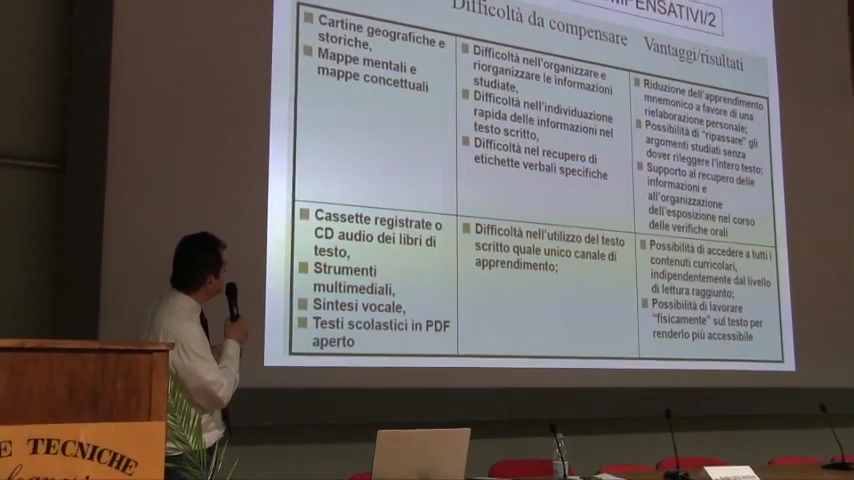 COMPENSATIVI/2
Difficoltà da compensare
Vantaggi/risultati
Cartine geografiche e
storiche,
Mappe mentali e
mappe concettuali
Difficoltà nell'organizzare e
riorganizzare le informazioni
studiate,
Difficoltà nell'individuazione
rapida delle informazioni nel
testo scritto,
Difficoltà nel recupero di
etichette verbali specifiche
Riduzione dell'apprendimento
mnemonico a favore di una
rielaborazione personale;
Possibilità di "ripassare" gli
argomenti studiati senza
dover rileggere l'intero testo;
Supporto al recupero delle
informazioni e
all'organizzazione
dell'esposizione nel corso
delle verifiche orali
Cassette registrate o
CD audio dei libri di
testo,
Strumenti
multimediali,
Sintesi vocale,
Testi scolastici in PDF
aperto
Difficoltà nell'utilizzo del testo
scritto quale unico canale di
apprendimento;
Possibilità di accedere a tutti i
contenuti curricolari,
indipendentemente dal livello
di lettura raggiunto;
Possibilità di lavorare
"fisicamente" sul testo per
renderlo più accessibile
E TECNICHE